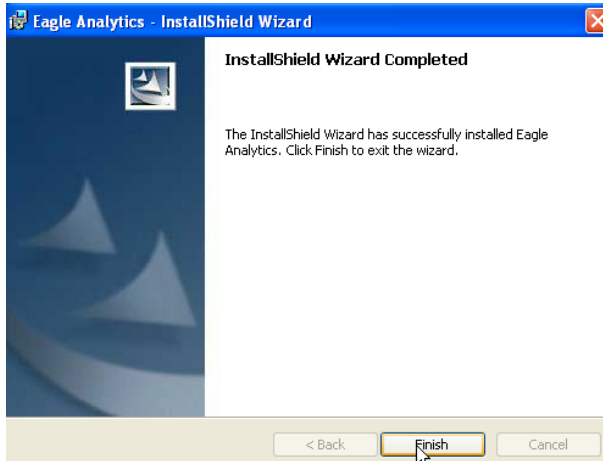 Eagle Analytics - InstallShield Wizard
InstallShield Wizard Completed
The InstallShield Wizard has successfully installed Eagle
Analytics. Click Finish to exit the wizard.
< Back Finish Cancel